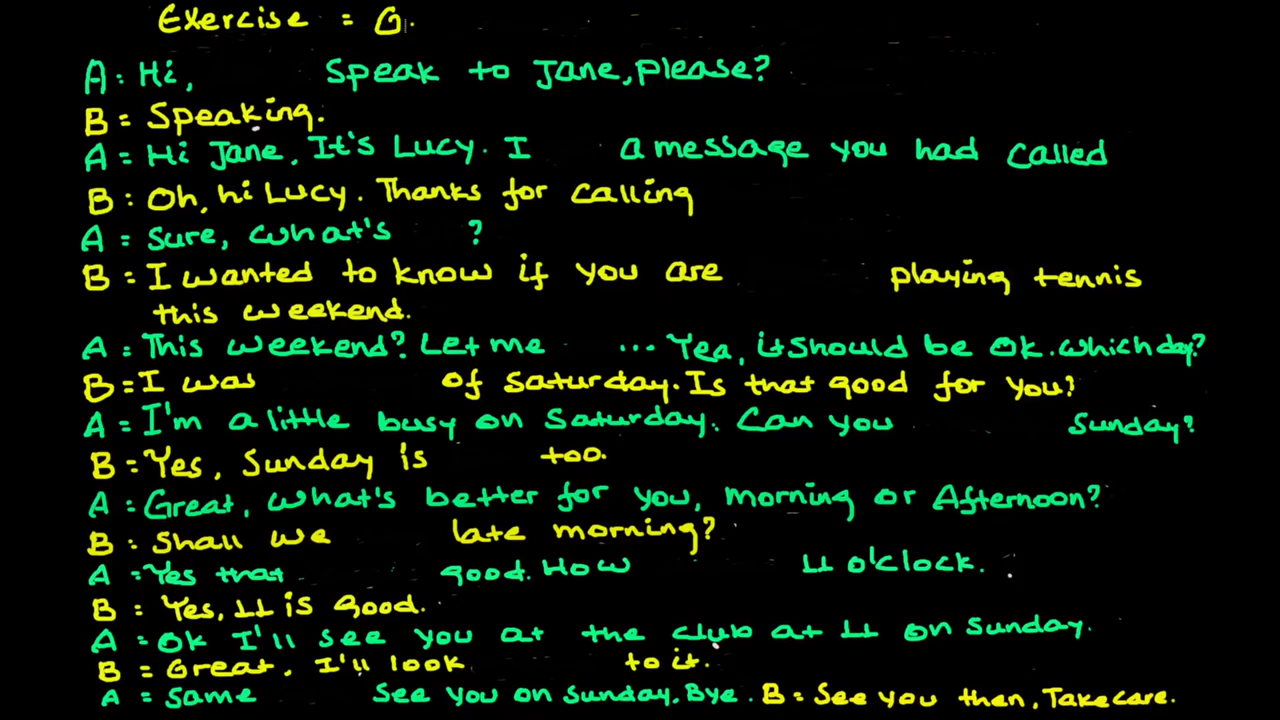 Exercise = G.
A: Hi, Speak to Jane, please?
B = Speaking.
A = Hi Jane, It's Lucy. I a message you had called
B: Oh, hi Lucy. Thanks for calling
A = Sure, what's ?
B = I wanted to know if you are playing tennis
this weekend.
A = This weekend? Let me ... Yea, it should be ok. which day?
B = I was of saturday. Is that good for you?
A = I'm a little busy on Saturday. Can you Sunday?
B = Yes, Sunday is too.
A = Great, what's better for you, morning or Afternoon?
B: Shall we late morning?
A = Yes that good. How 11 o'clock.
B = Yes, 11 is good.
A = Ok I'll see you at the club at 11 on Sunday.
B = Great, I'll look to it.
A = Same See you on Sunday. Bye. B = See you then, Take care.